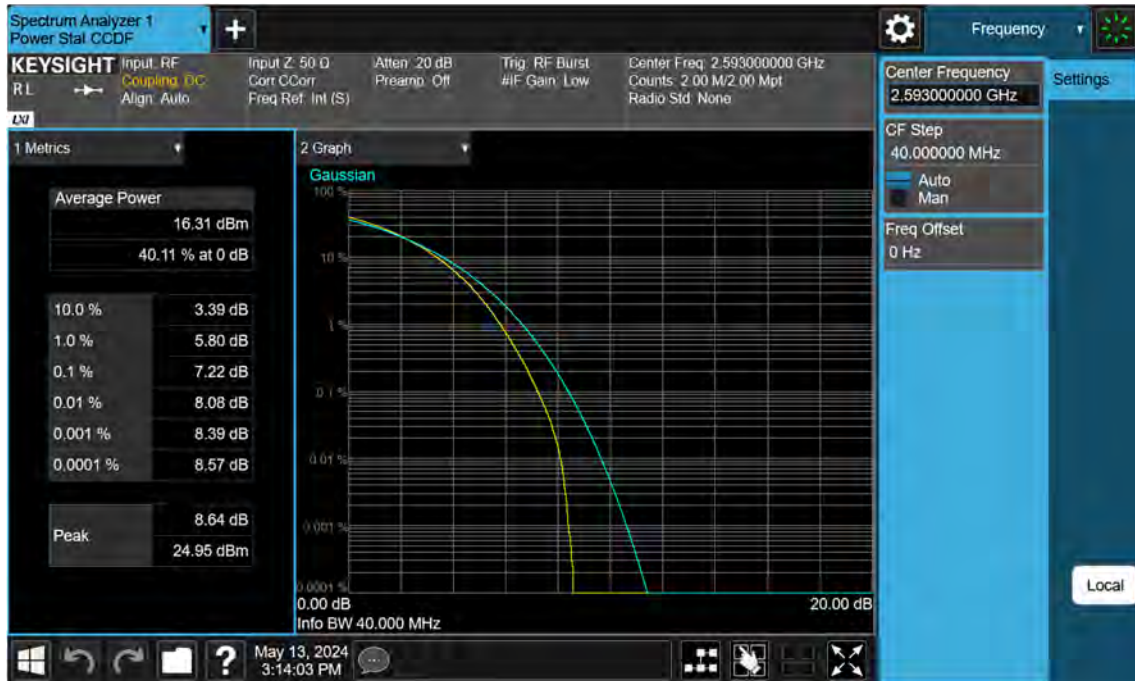 Spectrum Analyzer 1
Power Stat CCDF
Frequency
KEYSIGHT
R L
LXI
Input: RF
Coupling: DC
Align: Auto
Input Z: 50 Ω
Corr CCorr
Freq Ref: Int (S)
Atten: 20 dB
Preamp: Off
Trig: RF Burst
#IF Gain: Low
Center Freq: 2.593000000 GHz
Counts: 2.00 M/2.00 Mpt
Radio Std: None
Center Frequency
2.593000000 GHz
Settings
CF Step
40.000000 MHz
Auto
Man
Freq Offset
0 Hz
Local
1 Metrics
Average Power
16.31 dBm
40.11 % at 0 dB
10.0 % 3.39 dB
1.0 % 5.80 dB
0.1 % 7.22 dB
0.01 % 8.08 dB
0.001 % 8.39 dB
0.0001 % 8.57 dB
Peak
8.64 dB
24.95 dBm
2 Graph
Gaussian
100 %
10 %
1 %
0.1 %
0.01 %
0.001 %
0.0001 %
0.00 dB
20.00 dB
Info BW 40.000 MHz
?
May 13, 2024
3:14:03 PM